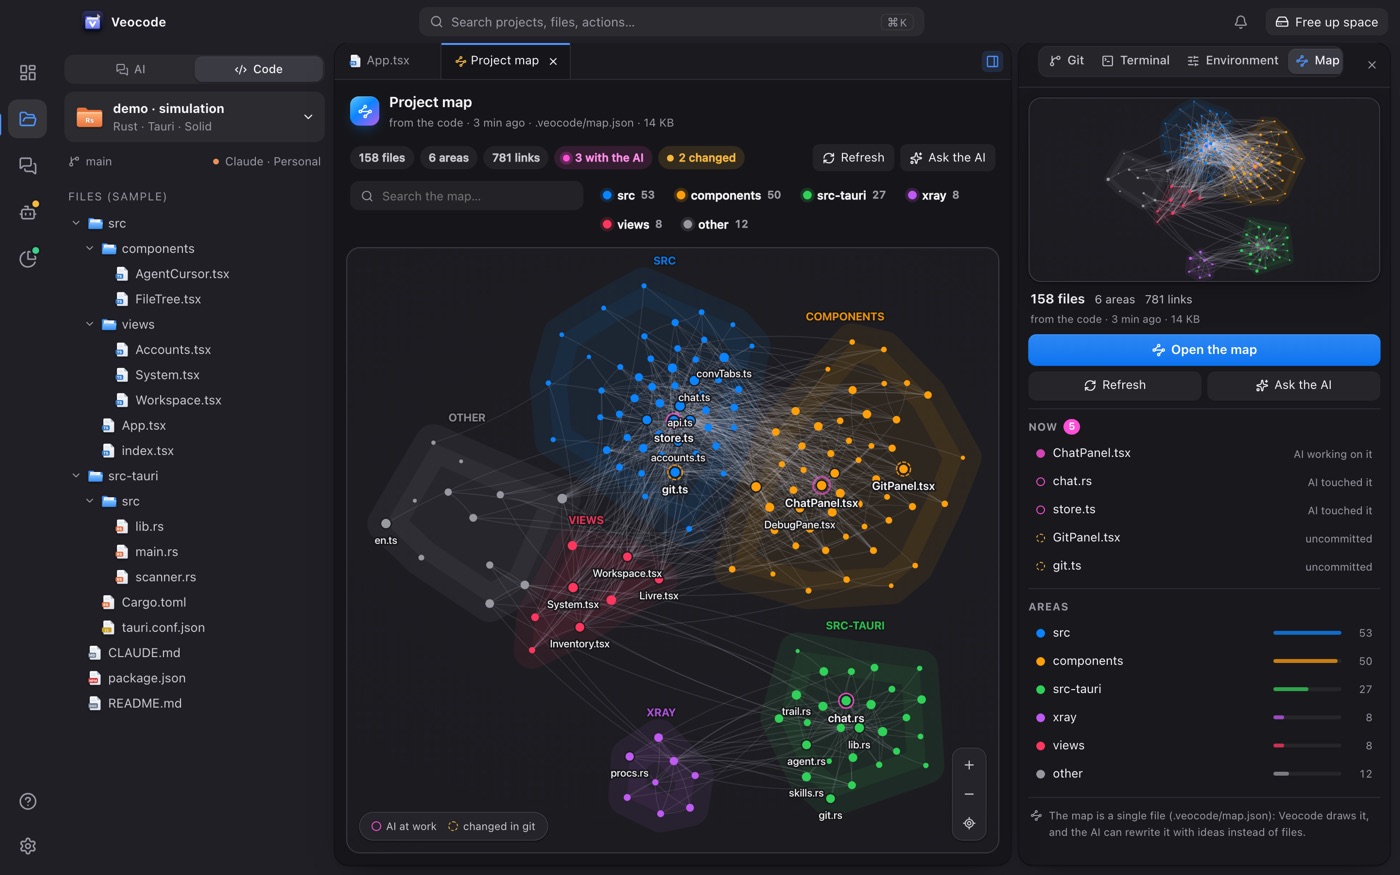 Veocode
Search projects, files, actions...
⌘K
Free up space
AI
Code
demo · simulation
Rust · Tauri · Solid
main
Claude · Personal
FILES (SAMPLE)
src
components
AgentCursor.tsx
FileTree.tsx
views
Accounts.tsx
System.tsx
Workspace.tsx
App.tsx
index.tsx
src-tauri
src
lib.rs
main.rs
scanner.rs
Cargo.toml
tauri.conf.json
CLAUDE.md
package.json
README.md
App.tsx
Project map
Project map
from the code · 3 min ago · .veocode/map.json · 14 KB
158 files
6 areas
781 links
3 with the AI
2 changed
Refresh
Ask the AI
Search the map...
src 53
components 50
src-tauri 27
xray 8
views 8
other 12
SRC
COMPONENTS
convTabs.ts
chat.ts
OTHER
api.ts
store.ts
accounts.ts
git.ts
GitPanel.tsx
ChatPanel.tsx
VIEWS
DebugPane.tsx
en.ts
Workspace.tsx
Livre.tsx
System.tsx
Inventory.tsx
SRC-TAURI
XRAY
trail.rs
chat.rs
lib.rs
agent.rs
procs.rs
skills.rs
git.rs
AI at work
changed in git
Git
Terminal
Environment
Map
158 files 6 areas 781 links
from the code · 3 min ago · 14 KB
Open the map
Refresh
Ask the AI
NOW 5
ChatPanel.tsx AI working on it
chat.rs AI touched it
store.ts AI touched it
GitPanel.tsx uncommitted
git.ts uncommitted
AREAS
src 53
components 50
src-tauri 27
xray 8
views 8
other 12
The map is a single file (.veocode/map.json): Veocode draws it,
and the AI can rewrite it with ideas instead of files.